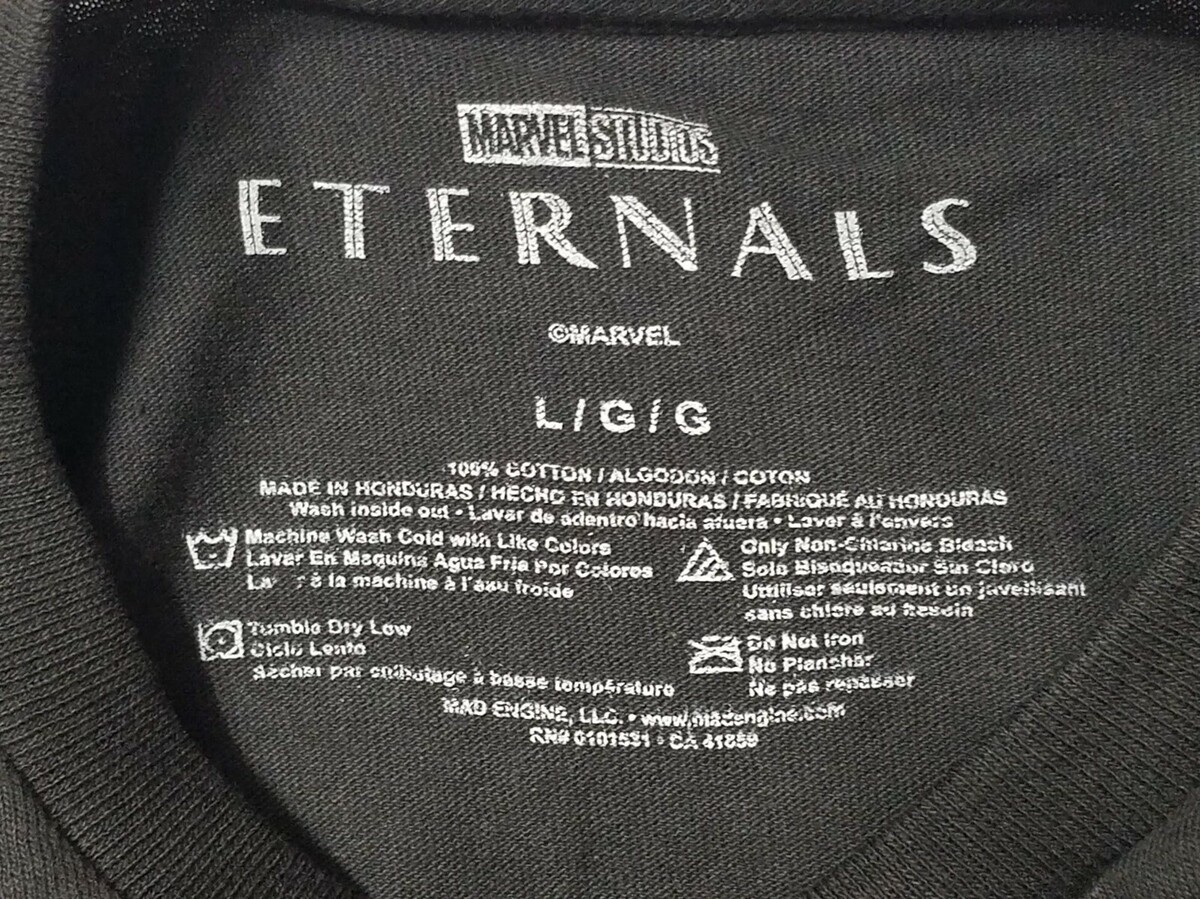 MARVEL STUDIOS
ETERNALS
©MARVEL
L / G / G
100% COTTON / ALGODON / COTON
MADE IN HONDURAS / HECHO EN HONDURAS / FABRIQUÉ AU HONDURAS
Wash inside out • Lavar de adentro hacia afuera • Laver à l'envers
Machine Wash Cold with Like Colors
Lavar En Maquina Agua Fria Por Colores
à la machine à l'eau froide
Only Non-Chlorine Bleach
Solo Blanqueador Sin Cloro
Utiliser seulement un javellisant
sans chlore au besoin
Tumble Dry Low
Ciclo Lento
Sécher par culbutage à basse température
Do Not Iron
No Planchar
Ne pas repasser
MAD ENGINE, LLC. • www.madengine.com
RN# 0101531 • CA 41859